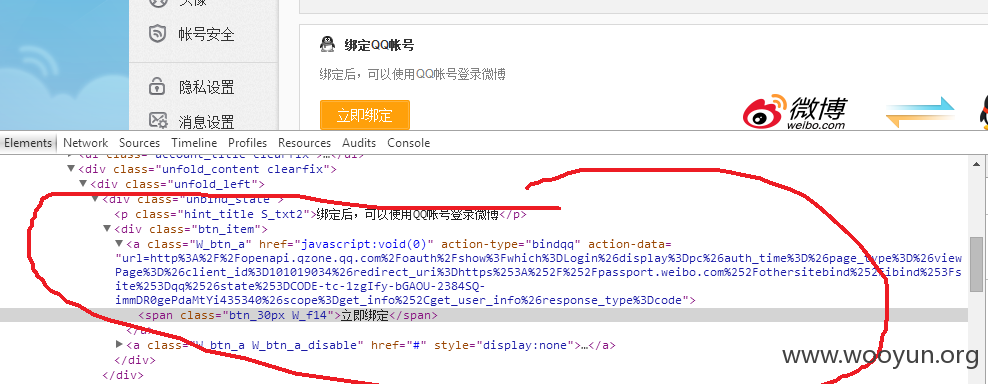 头像
帐号安全
绑定QQ帐号
绑定后，可以使用QQ帐号登录微博
隐私设置
立即绑定
微博
weibo.com
消息设置
Elements Network Sources Timeline Profiles Resources Audits Console
<div class="unfold_content clearfix">
<div class="unfold_left">
<div class="unbind_state">
<p class="hint_title S_txt2">绑定后，可以使用QQ帐号登录微博</p>
<div class="btn_item">
<a class="W_btn_a" href="javascript:void(0)" action-type="bindqq" action-data=
"url=http%3A%2F%2Fopenapi.qzone.qq.com%2Foauth%2Fshow%3Fwhich%3DLogin%26display%3Dpc%26auth_time%3D%26page_type%3D%26view
Page%3D%26client_id%3D101019034%26redirect_uri%3Dhttps%253A%252F%252Fpassport.weibo.com%252Fothersitebind%252Fibind%253Fs
ite%253Dqq%2526state%253DCODE-tc-1zgIfy-bGAOU-2384SQ-
immDR0gePdaMtYi435340%26scope%3Dget_info%252Cget_user_info%26response_type%3Dcode">
<span class="btn_30px W_f14">立即绑定</span>
<a class="W_btn_a W_btn_a_disable" href="#" style="display:none">…</a>
</div>
</div>
www.wooyun.org